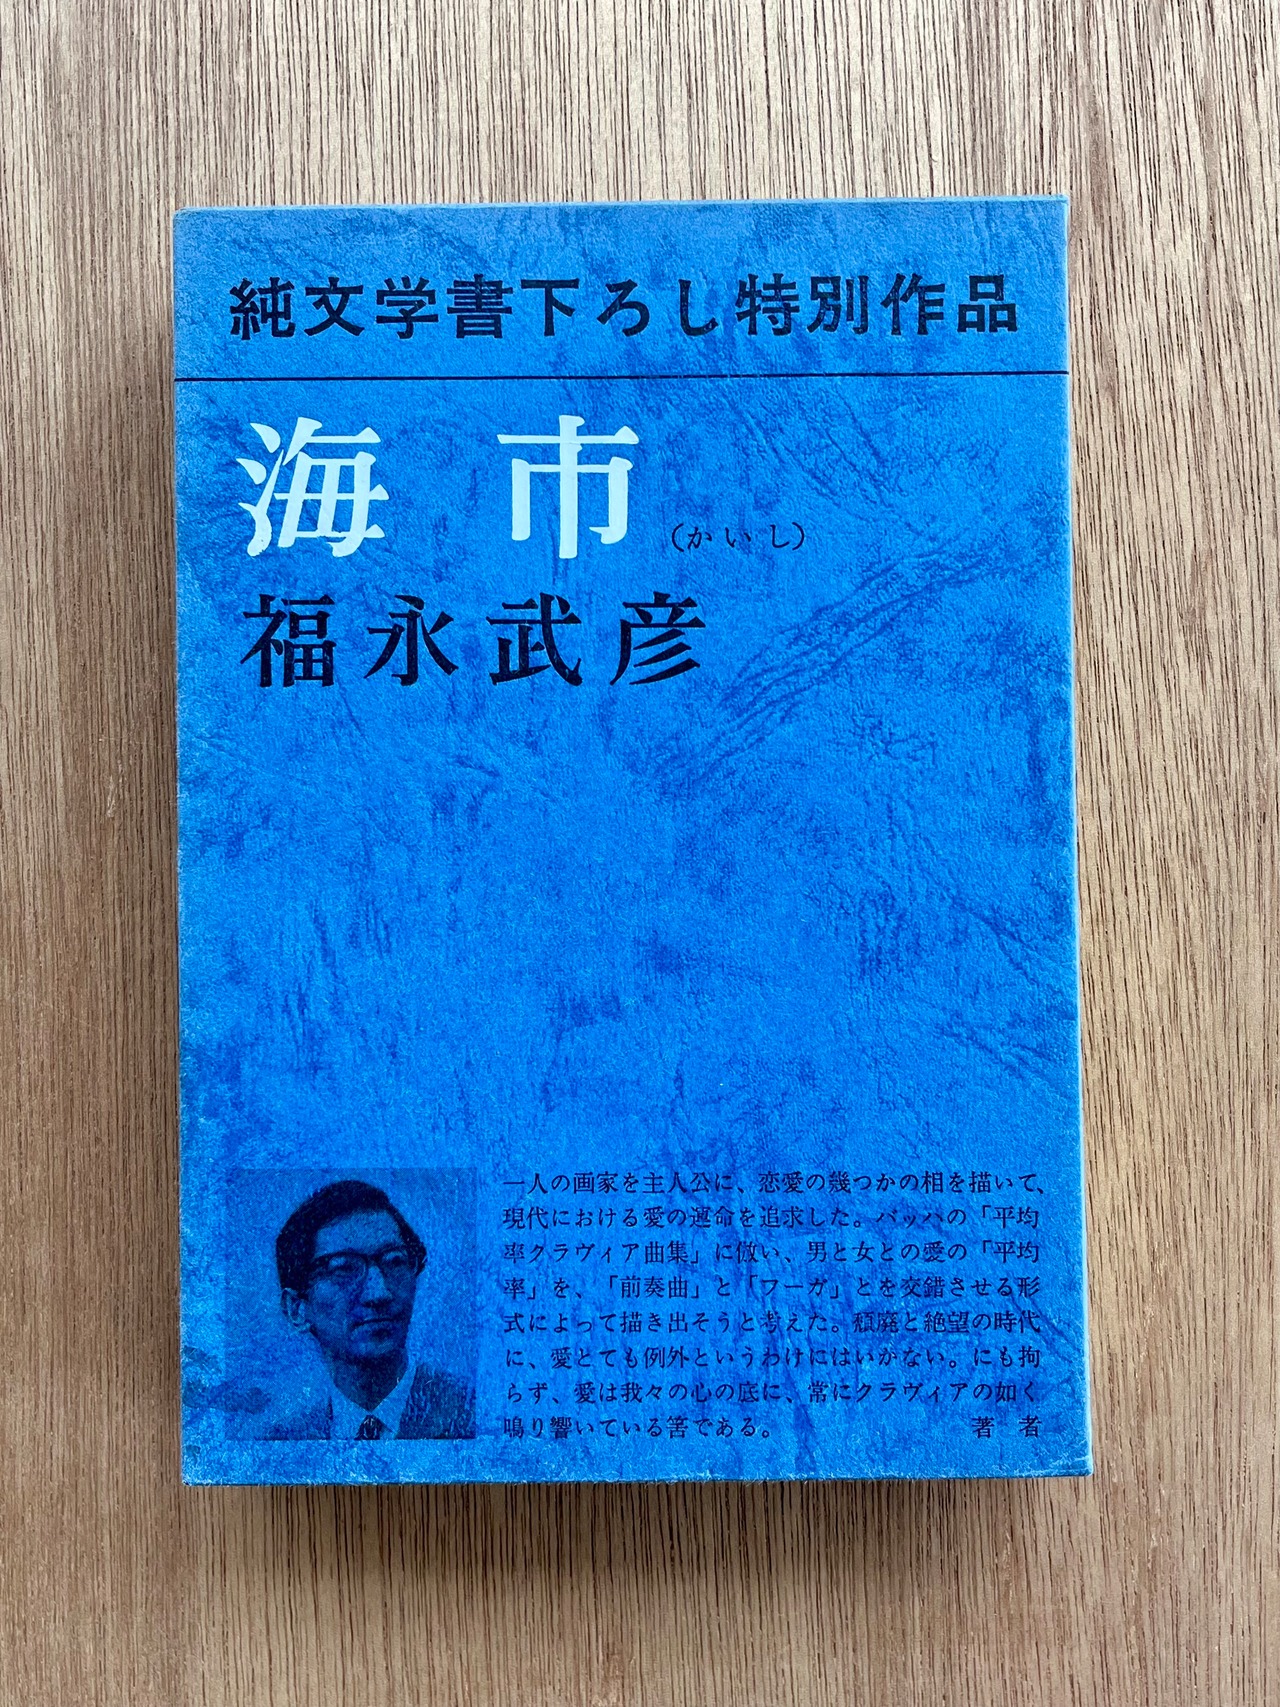 純文学書下ろし特別作品
海市（かいし）
福永武彦
一人の画家を主人公に、恋愛の幾つかの相を描いて、
現代における愛の運命を追求した。バッハの「平均
率クラヴィア曲集」に倣い、男と女との愛の「平均
率」を、「前奏曲」と「フーガ」とを交錯させる形
式によって描き出そうと考えた。頽廃と絶望の時代
に、愛とても例外というわけにはいかない。にも拘
らず、愛は我々の心の底に、常にクラヴィアの如く
鳴り響いている筈である。　著者